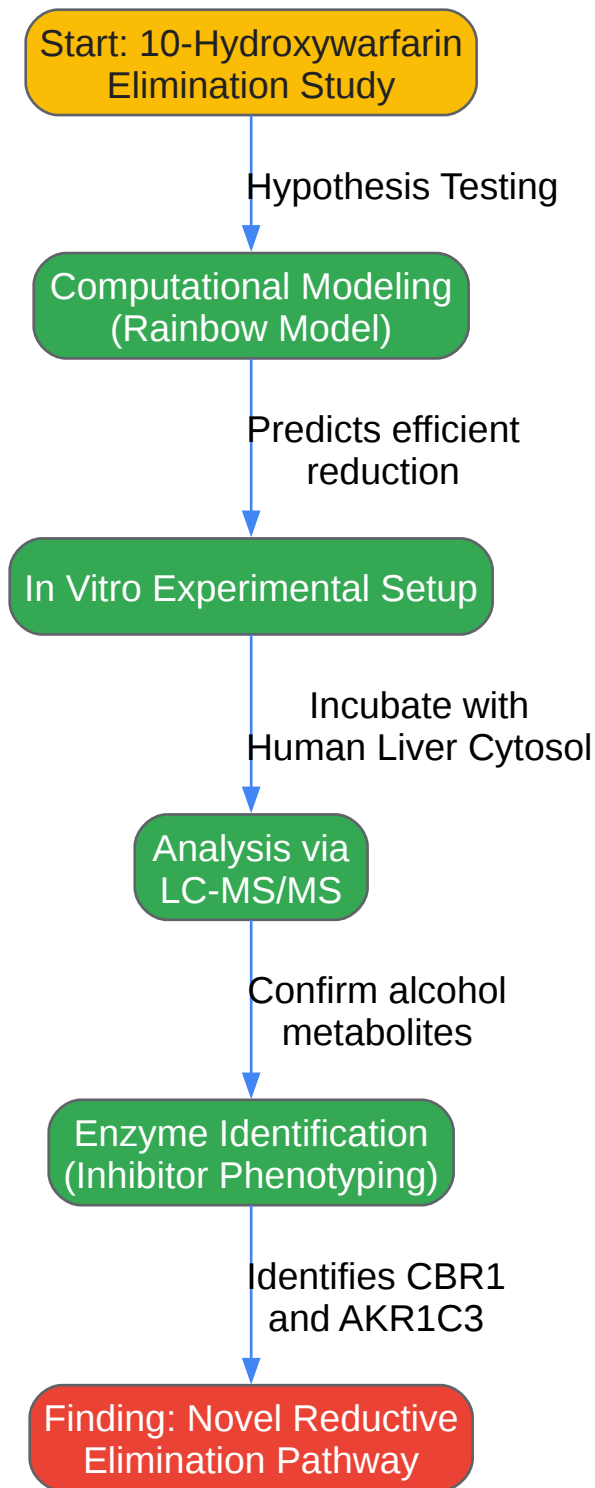 Start: 10-Hydroxywarfarin
Elimination Study
Hypothesis Testing
Computational Modeling
(Rainbow Model)
Predicts efficient
reduction
In Vitro Experimental Setup
Incubate with
Human Liver Cytosol
Analysis via
LC-MS/MS
Confirm alcohol
metabolites
Enzyme Identification
(Inhibitor Phenotyping)
Identifies CBR1
and AKR1C3
Finding: Novel Reductive
Elimination Pathway